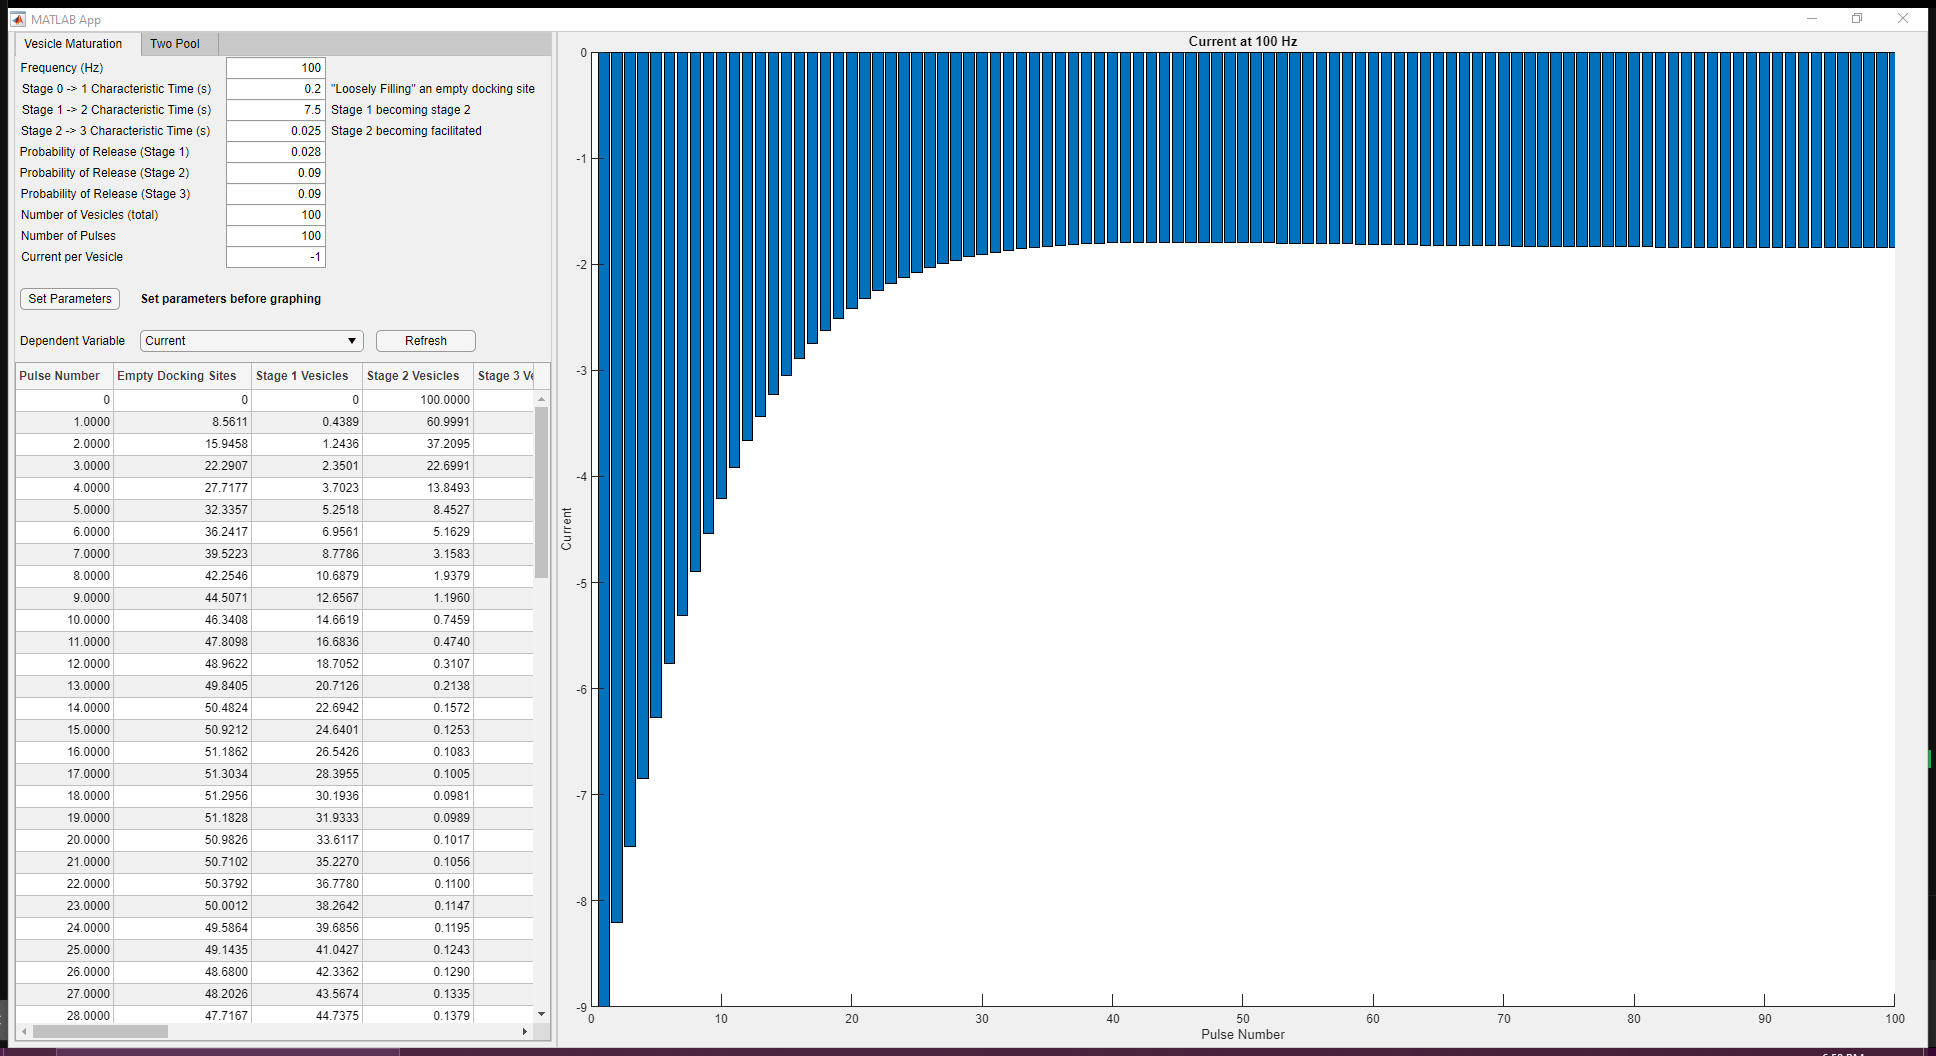 MATLAB App
Vesicle Maturation Two Pool
Frequency (Hz) 100
Stage 0 -> 1 Characteristic Time (s) 0.2 "Loosely Filling" an empty docking site
Stage 1 -> 2 Characteristic Time (s) 7.5 Stage 1 becoming stage 2
Stage 2 -> 3 Characteristic Time (s) 0.025 Stage 2 becoming facilitated
Probability of Release (Stage 1) 0.028
Probability of Release (Stage 2) 0.09
Probability of Release (Stage 3) 0.09
Number of Vesicles (total) 100
Number of Pulses 100
Current per Vesicle -1
Set Parameters Set parameters before graphing
Dependent Variable Current Refresh
Pulse Number Empty Docking Sites Stage 1 Vesicles Stage 2 Vesicles Stage 3 Ve
0 0 0 100.0000
1.0000 8.5611 0.4389 60.9991
2.0000 15.9458 1.2436 37.2095
3.0000 22.2907 2.3501 22.6991
4.0000 27.7177 3.7023 13.8493
5.0000 32.3357 5.2518 8.4527
6.0000 36.2417 6.9561 5.1629
7.0000 39.5223 8.7786 3.1583
8.0000 42.2546 10.6879 1.9379
9.0000 44.5071 12.6567 1.1960
10.0000 46.3408 14.6619 0.7459
11.0000 47.8098 16.6836 0.4740
12.0000 48.9622 18.7052 0.3107
13.0000 49.8405 20.7126 0.2138
14.0000 50.4824 22.6942 0.1572
15.0000 50.9212 24.6401 0.1253
16.0000 51.1862 26.5426 0.1083
17.0000 51.3034 28.3955 0.1005
18.0000 51.2956 30.1936 0.0981
19.0000 51.1828 31.9333 0.0989
20.0000 50.9826 33.6117 0.1017
21.0000 50.7102 35.2270 0.1056
22.0000 50.3792 36.7780 0.1100
23.0000 50.0012 38.2642 0.1147
24.0000 49.5864 39.6856 0.1195
25.0000 49.1435 41.0427 0.1243
26.0000 48.6800 42.3362 0.1290
27.0000 48.2026 43.5674 0.1335
28.0000 47.7167 44.7375 0.1379
Current at 100 Hz
0
-1
-2
-3
-4
-5
-6
-7
-8
-9
Current
0 10 20 30 40 50 60 70 80 90 100
Pulse Number